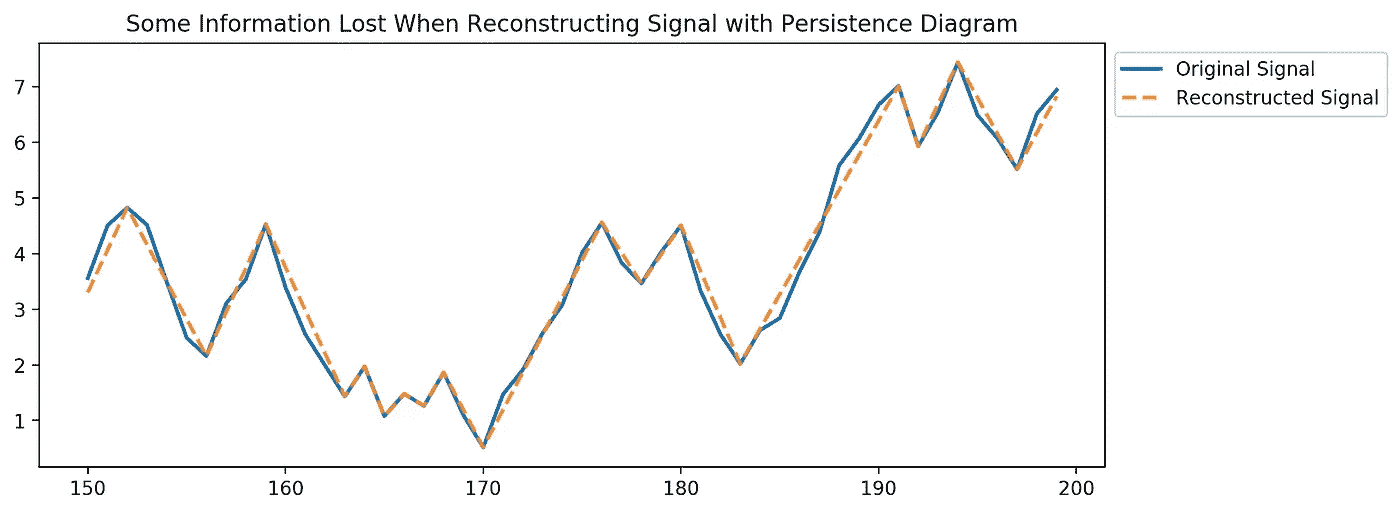 Some Information Lost When Reconstructing Signal with Persistence Diagram
Original Signal
Reconstructed Signal
7
6
5
4
3
2
1
150 160 170 180 190 200